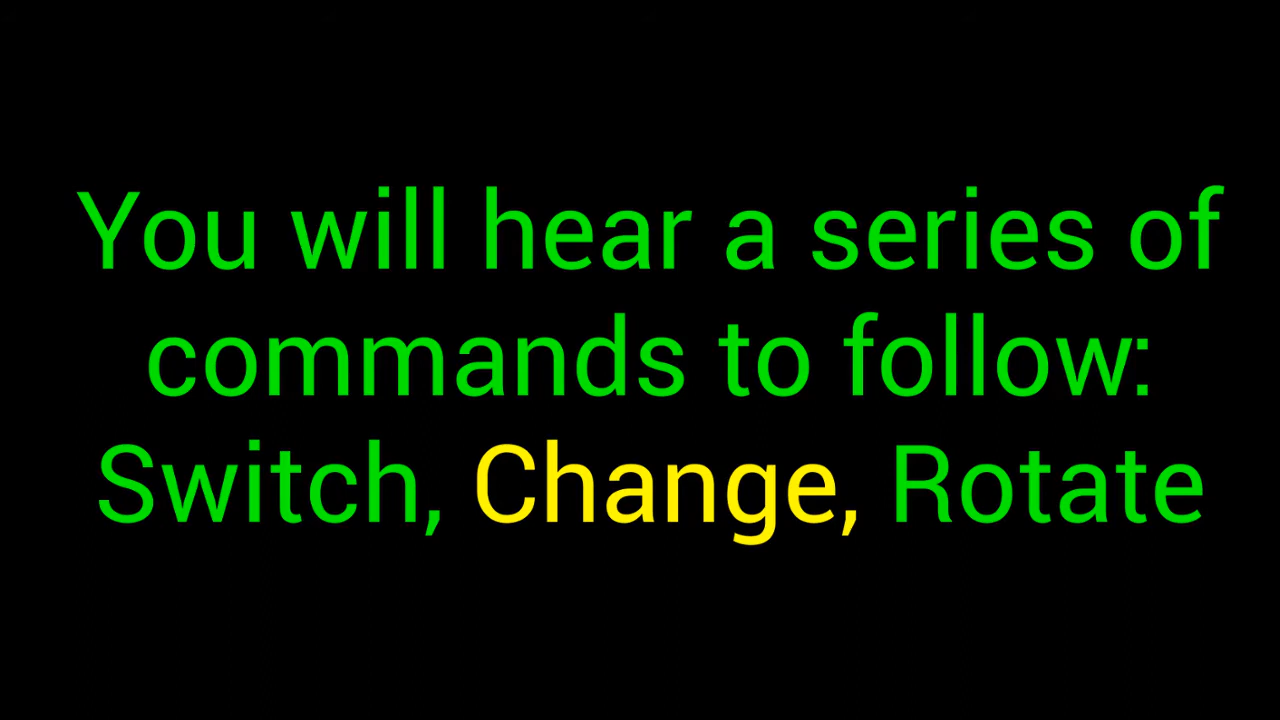 You will hear a series of
commands to follow:
Switch, Change, Rotate